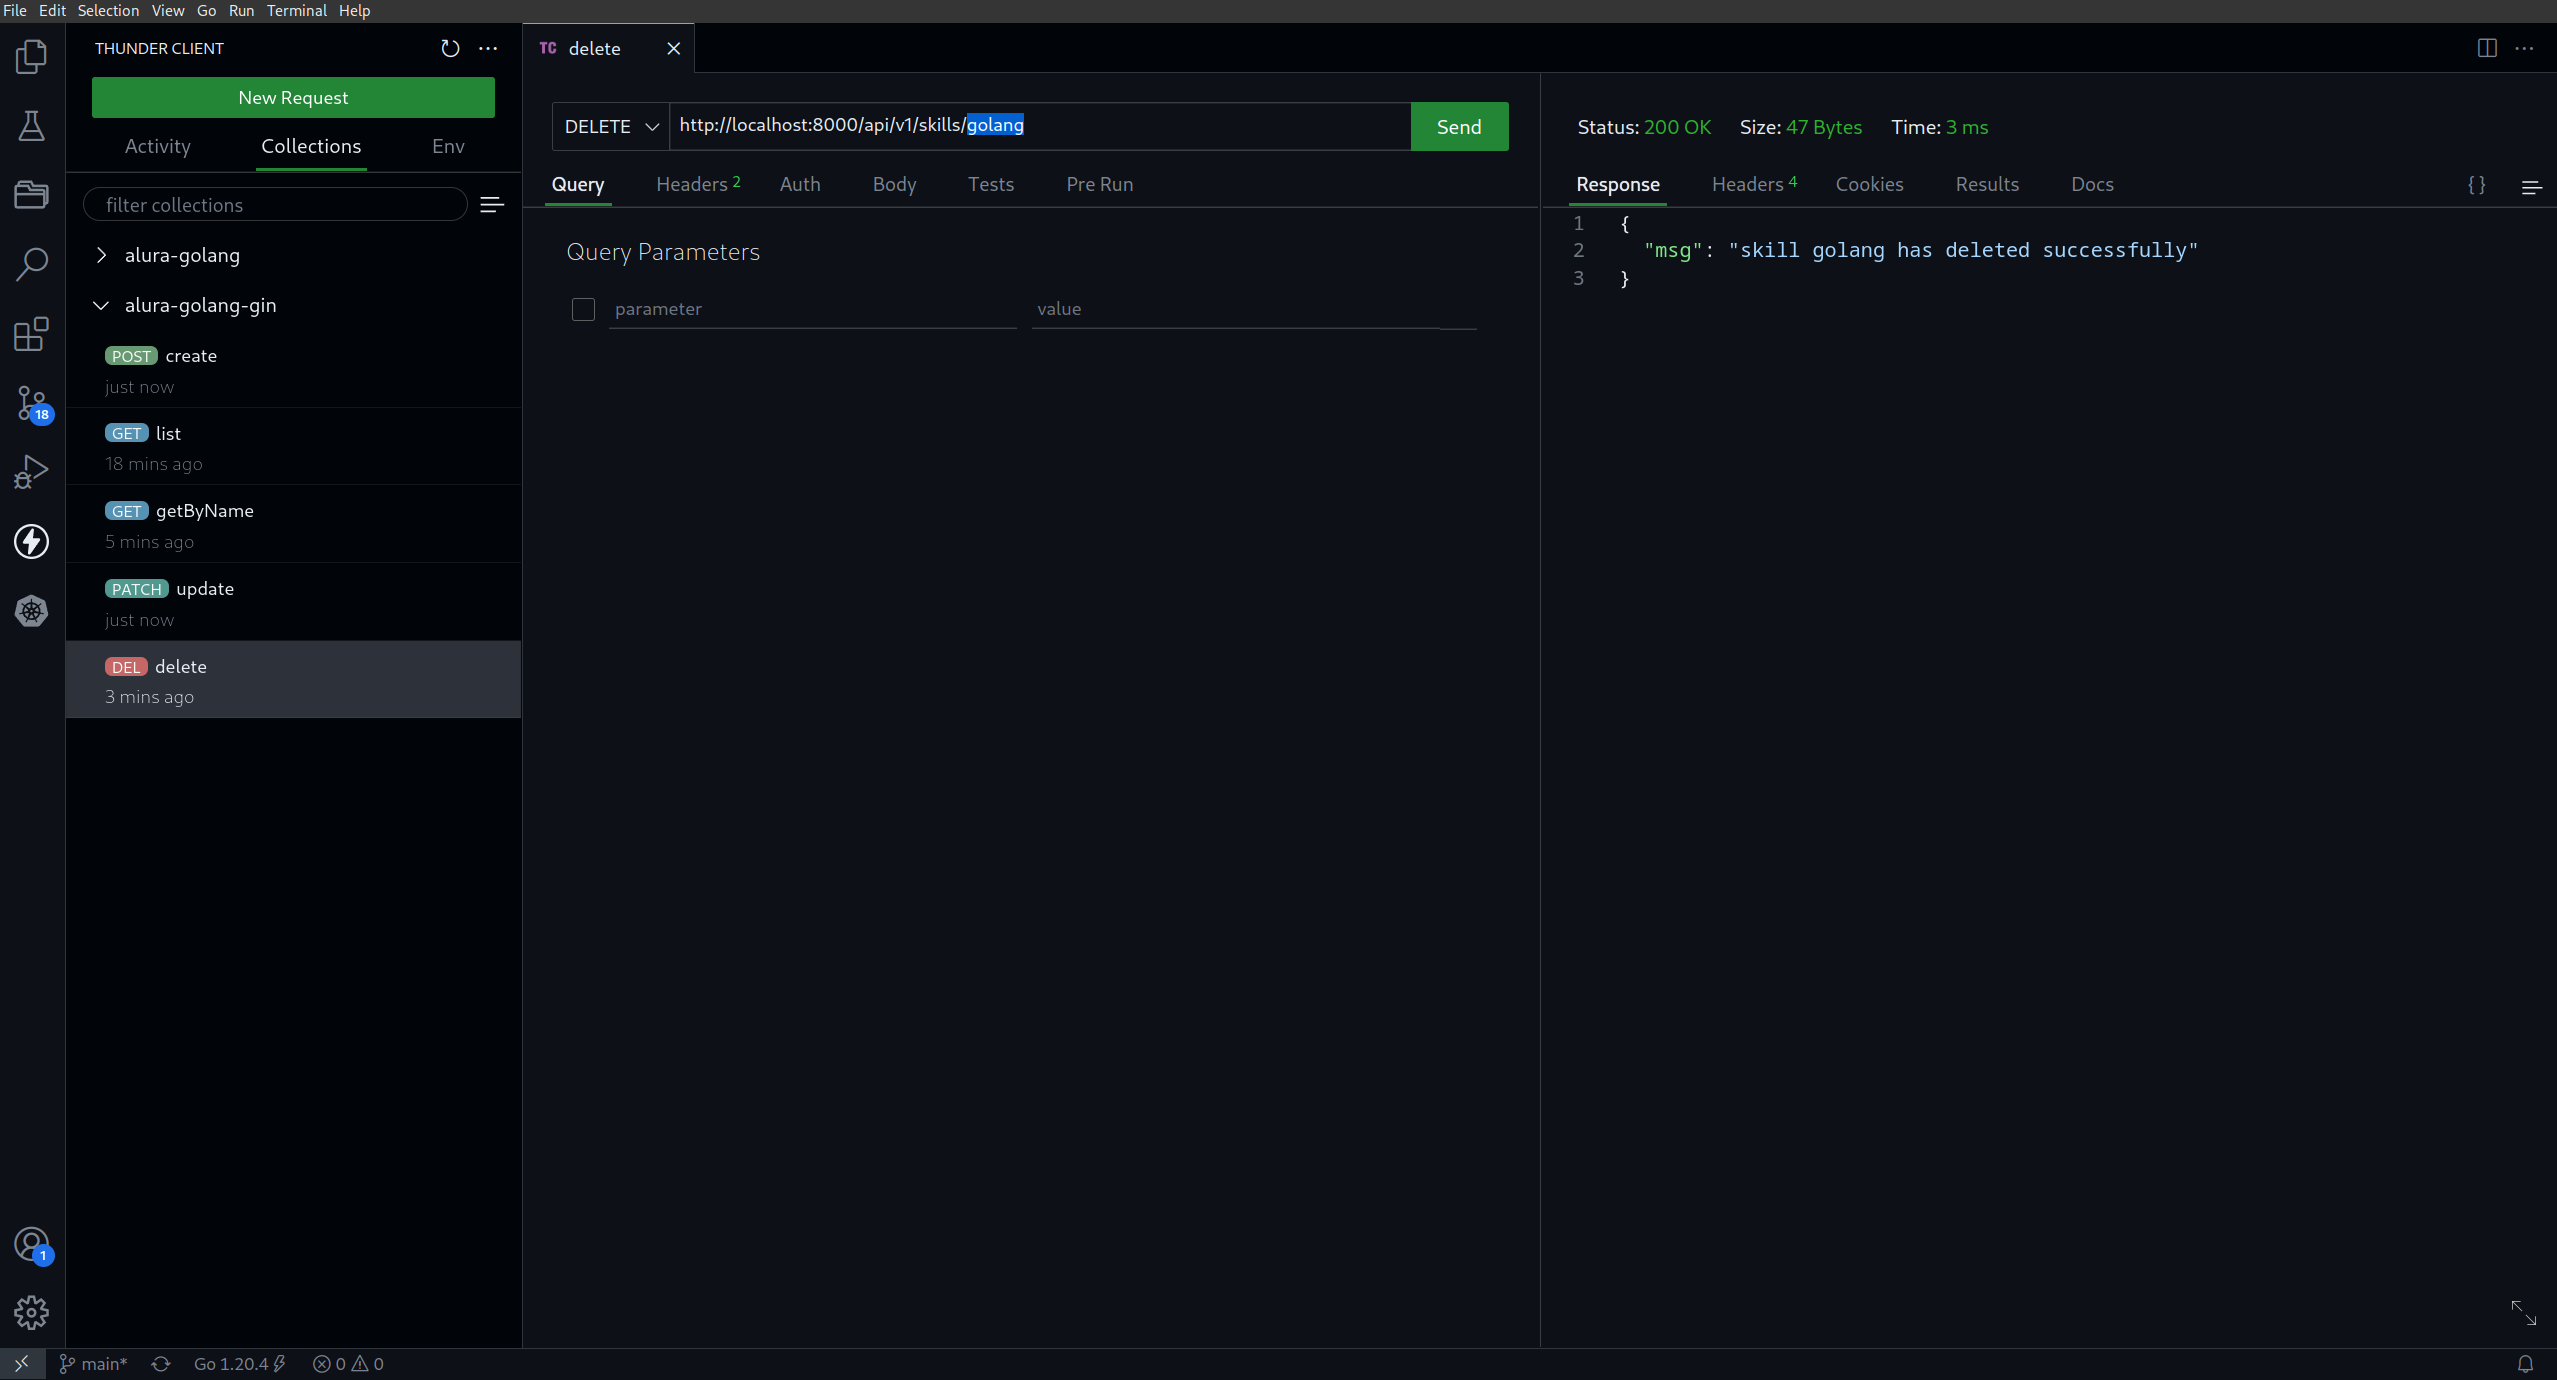 File Edit Selection View Go Run Terminal Help
THUNDER CLIENT
New Request
Activity Collections Env
filter collections
alura-golang
alura-golang-gin
POST create
just now
GET list
18 mins ago
GET getByName
5 mins ago
PATCH update
just now
DEL delete
3 mins ago
18
1
TC delete
DELETE http://localhost:8000/api/v1/skills/golang Send
Query Headers 2 Auth Body Tests Pre Run
Query Parameters
parameter value
Status: 200 OK Size: 47 Bytes Time: 3 ms
Response Headers 4 Cookies Results Docs {}
1 {
2 "msg": "skill golang has deleted successfully"
3 }
main* Go 1.20.4 0 0